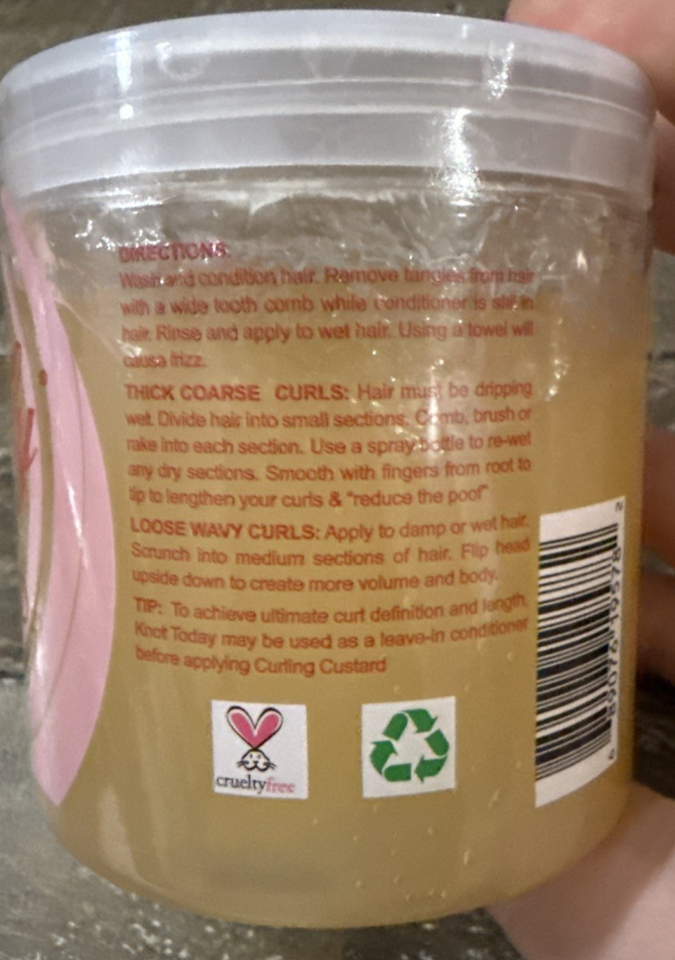 DIRECTIONS:
Wash and condition hair. Remove tangles from hair
with a wide tooth comb while conditioner is still in
hair. Rinse and apply to wet hair. Using a towel will
cause frizz.
THICK COARSE CURLS: Hair must be dripping
wet. Divide hair into small sections. Comb, brush or
rake into each section. Use a spray bottle to re-wet
any dry sections. Smooth with fingers from root to
tip to lengthen your curls & "reduce the poof"
LOOSE WAVY CURLS: Apply to damp or wet hair.
Scrunch into medium sections of hair. Flip head
upside down to create more volume and body.
TIP: To achieve ultimate curl definition and length,
Knot Today may be used as a leave-in conditioner
before applying Curling Custard
crueltyfree